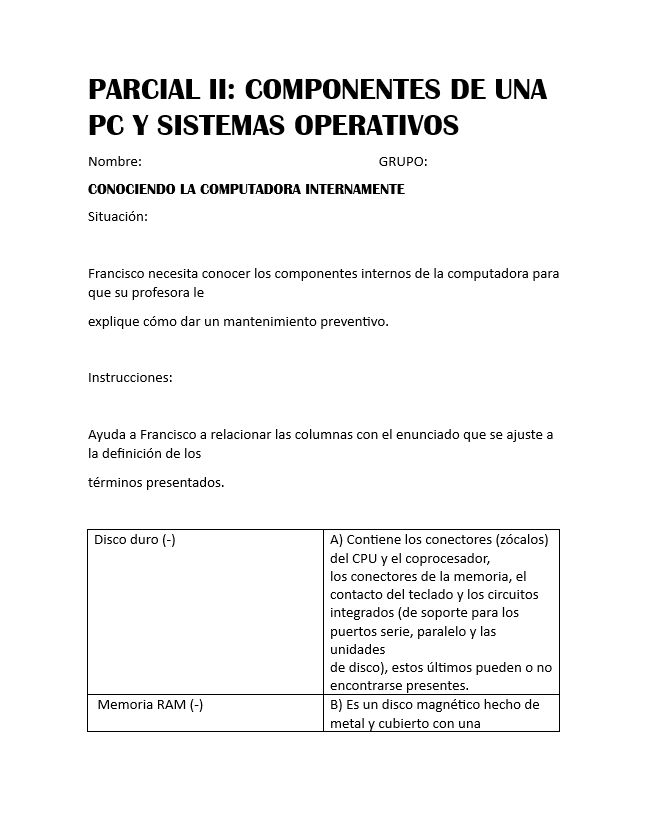 PARCIAL II: COMPONENTES DE UNA
PC Y SISTEMAS OPERATIVOS
Nombre: GRUPO:
CONOCIENDO LA COMPUTADORA INTERNAMENTE
Situación:
Francisco necesita conocer los componentes internos de la computadora para
que su profesora le
explique cómo dar un mantenimiento preventivo.
Instrucciones:
Ayuda a Francisco a relacionar las columnas con el enunciado que se ajuste a
la definición de los
términos presentados.
Disco duro (-)
A) Contiene los conectores (zócalos)
del CPU y el coprocesador,
los conectores de la memoria, el
contacto del teclado y los circuitos
integrados (de soporte para los
puertos serie, paralelo y las
unidades
de disco), estos últimos pueden o no
encontrarse presentes.
Memoria RAM (-)
B) Es un disco magnético hecho de
metal y cubierto con una